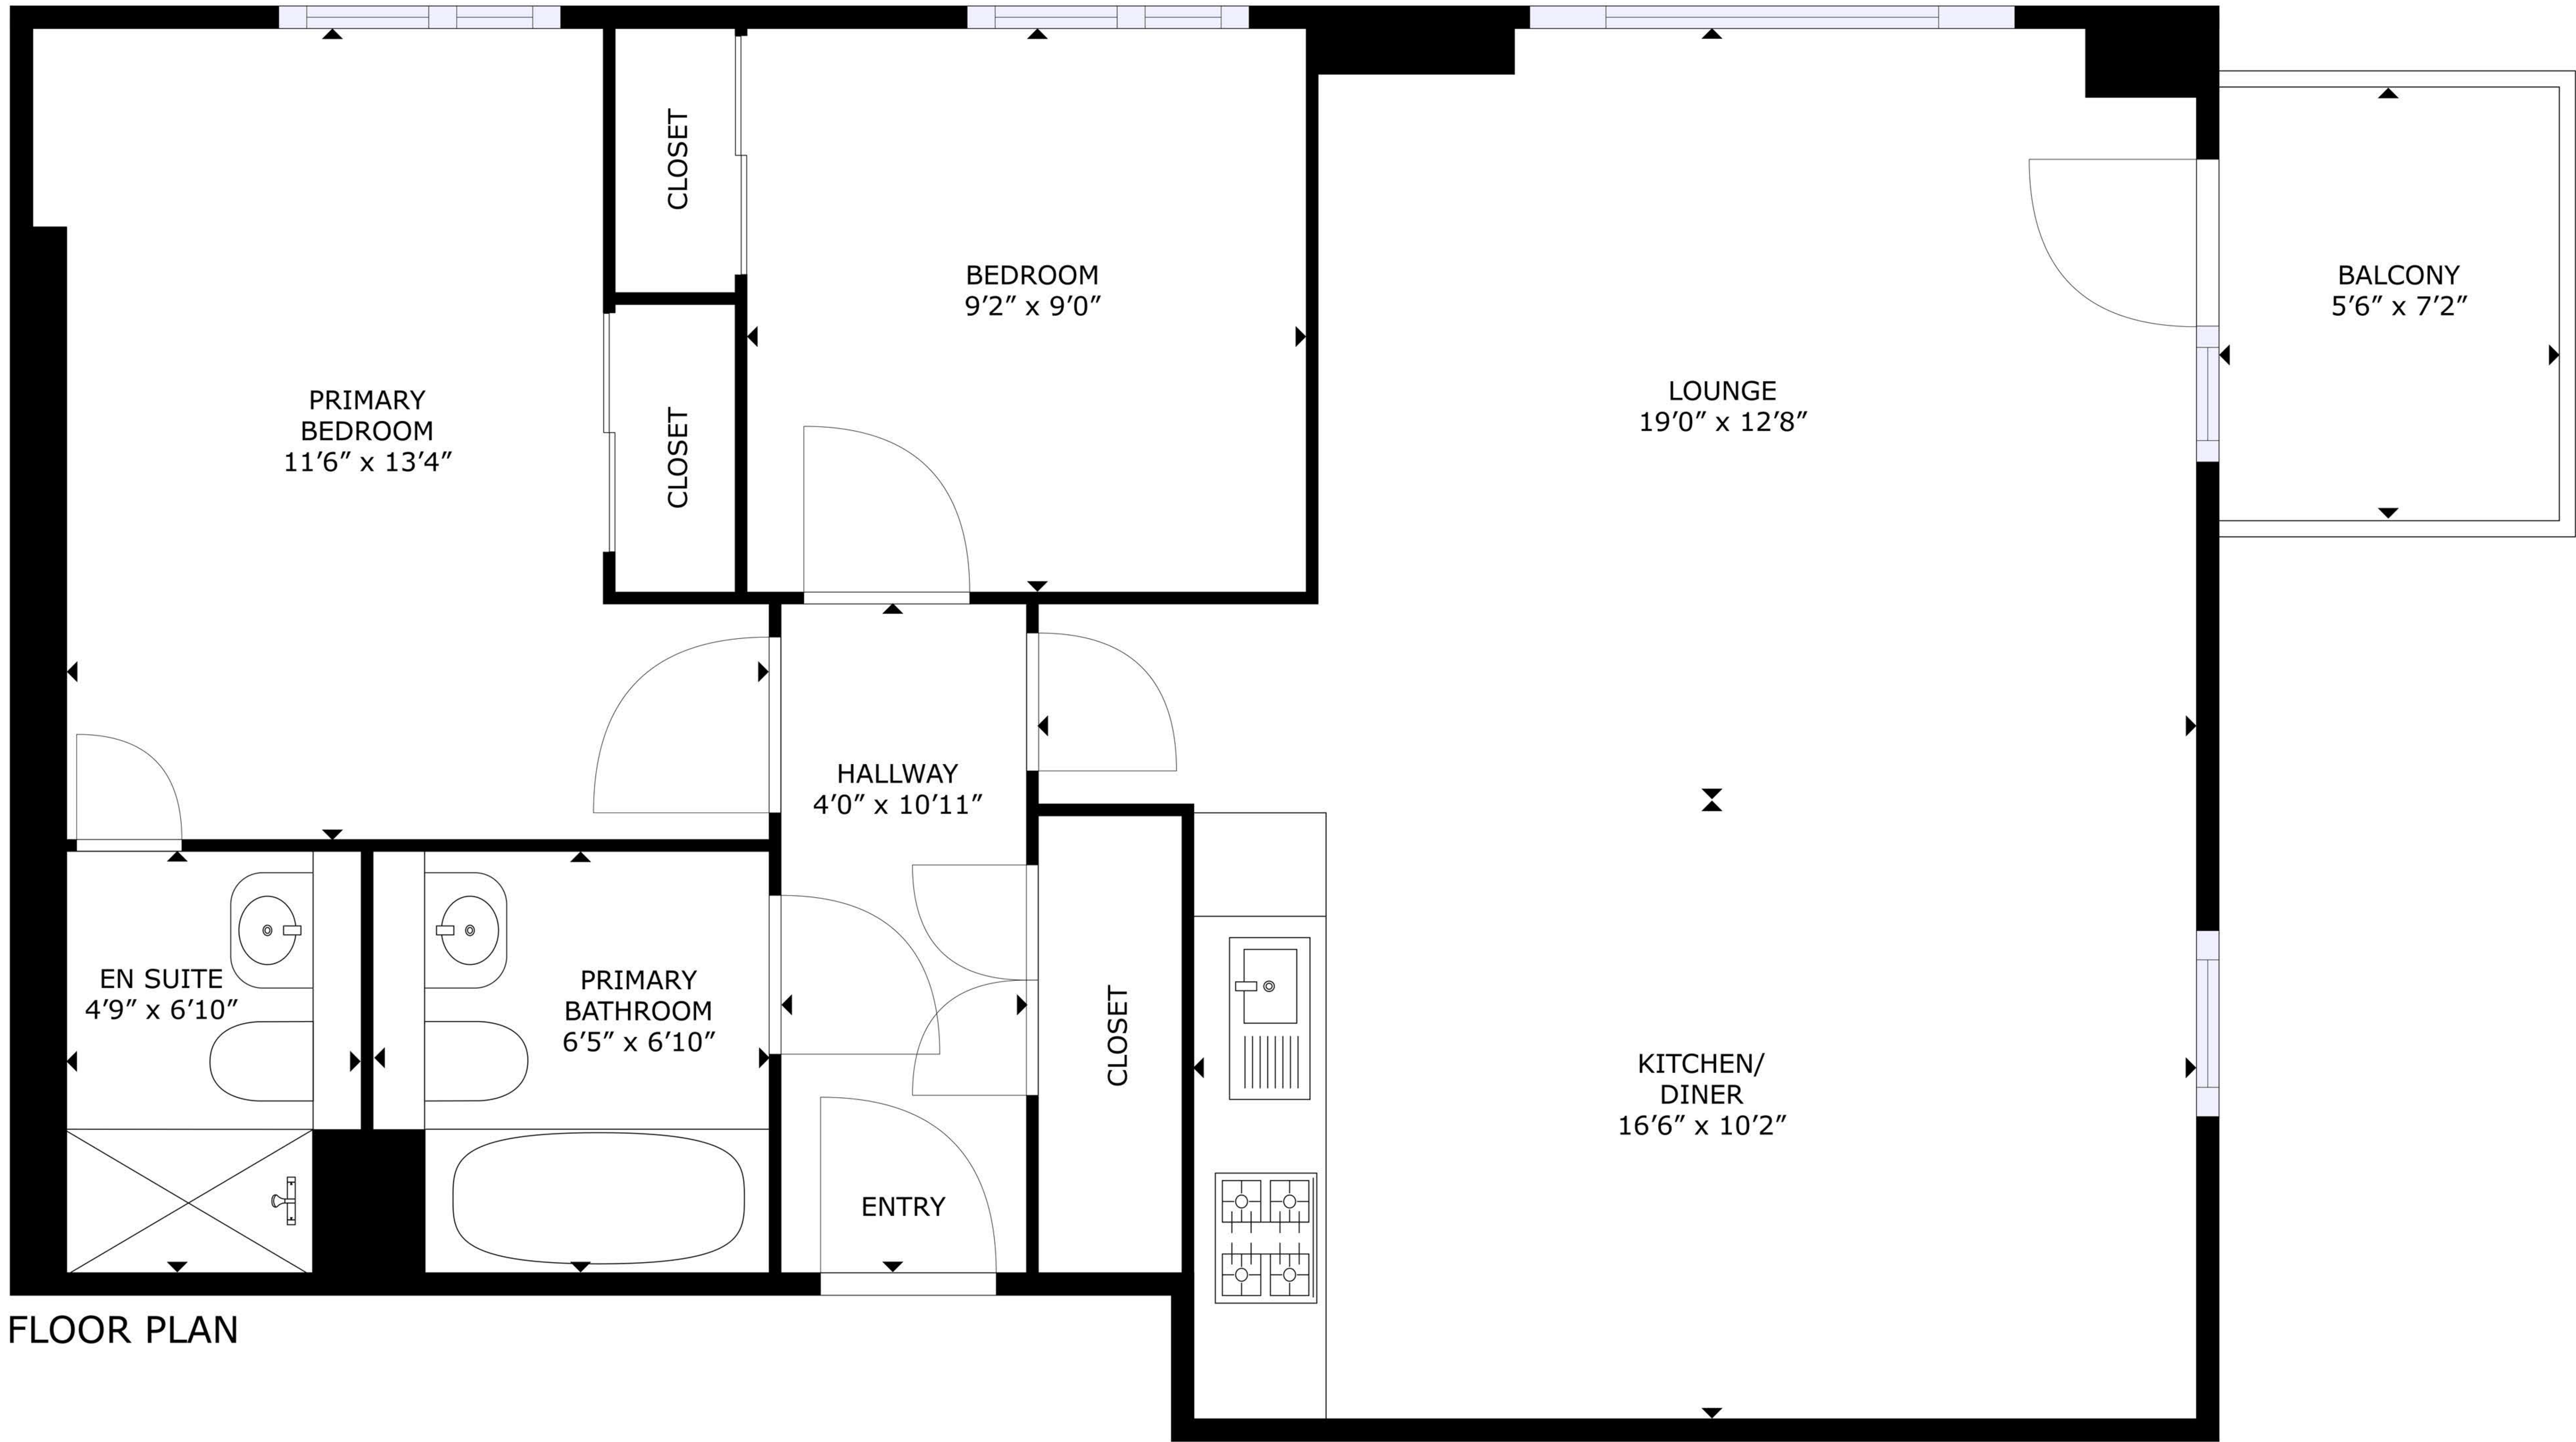 CLOSET
BEDROOM
9′2″ x 9′0″
BALCONY
5′6″ x 7′2″
PRIMARY
BEDROOM
11′6″ x 13′4″
CLOSET
LOUNGE
19′0″ x 12′8″
HALLWAY
4′0″ x 10′11″
EN SUITE
4′9″ x 6′10″
PRIMARY
BATHROOM
6′5″ x 6′10″
CLOSET
KITCHEN/
DINER
16′6″ x 10′2″
ENTRY
FLOOR PLAN